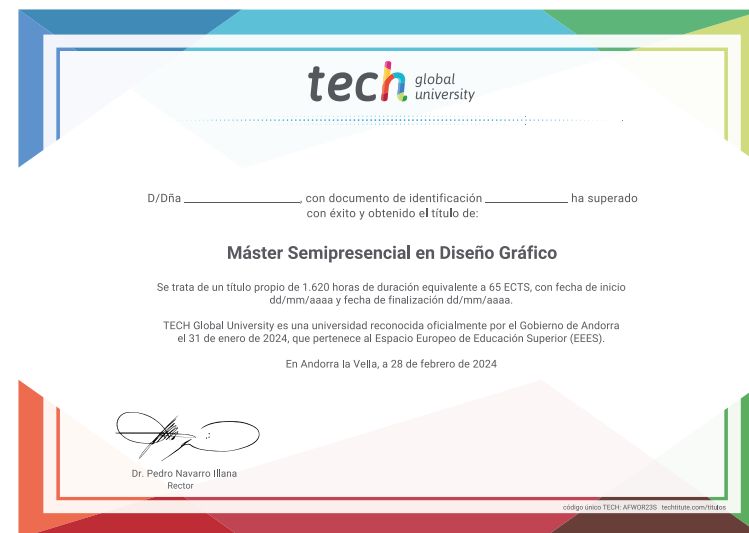 tech global university
D/Dña ____________________, con documento de identificación ______________ ha superado
con éxito y obtenido el título de:
Máster Semipresencial en Diseño Gráfico
Se trata de un título propio de 1.620 horas de duración equivalente a 65 ECTS, con fecha de inicio
dd/mm/aaaa y fecha de finalización dd/mm/aaaa.
TECH Global University es una universidad reconocida oficialmente por el Gobierno de Andorra
el 31 de enero de 2024, que pertenece al Espacio Europeo de Educación Superior (EEES).
En Andorra la Vella, a 28 de febrero de 2024
Dr. Pedro Navarro Illana
Rector
código único TECH: AFWOR23S techtitute.com/titulos